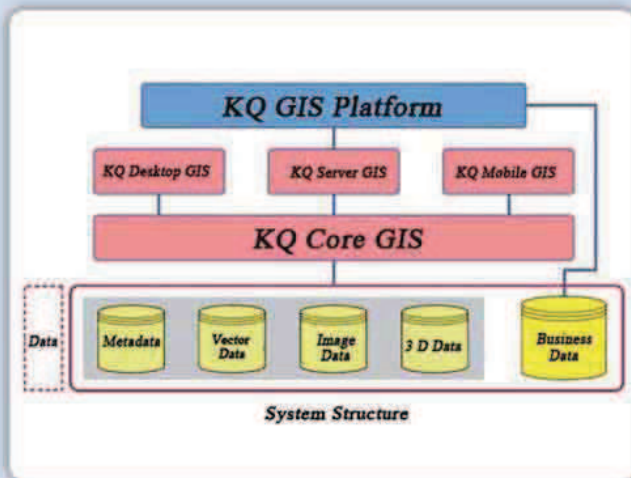 KQ GIS Platform
KQ Desktop GIS
KQ Server GIS
KQ Mobile GIS
KQ Core GIS
Data
Metadata
Vector
Data
Image
Data
3 D Data
Business
Data
System Structure